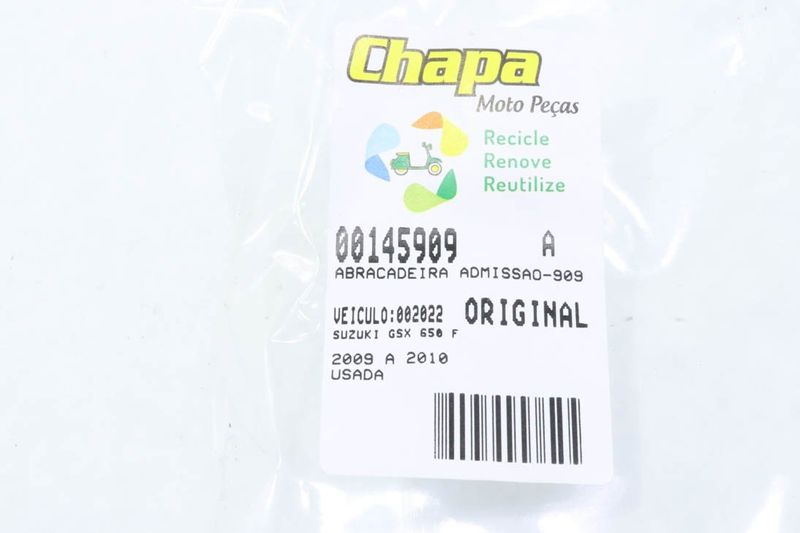 Chapa
Moto Peças
Recicle
Renove
Reutilize
00145909 A
ABRACADEIRA ADMISSAO-909
VEICULO:002022 ORIGINAL
SUZUKI GSX 650 F
2009 A 2010
USADA